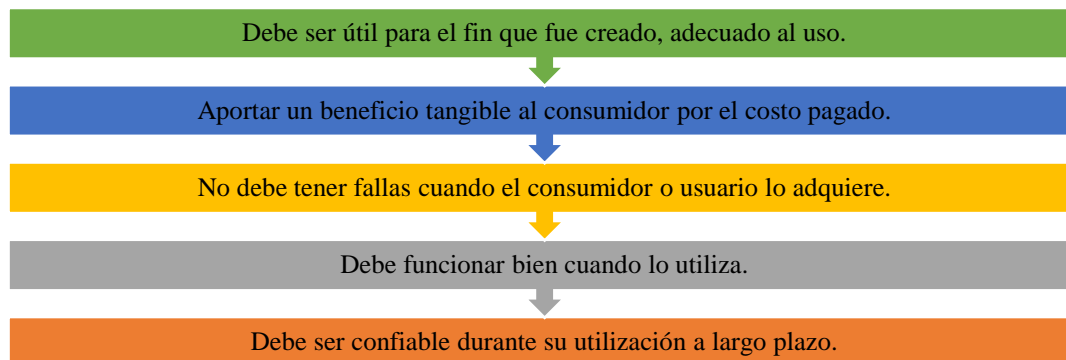 Debe ser útil para el fin que fue creado, adecuado al uso.
Aportar un beneficio tangible al consumidor por el costo pagado.
No debe tener fallas cuando el consumidor o usuario lo adquiere.
Debe funcionar bien cuando lo utiliza.
Debe ser confiable durante su utilización a largo plazo.